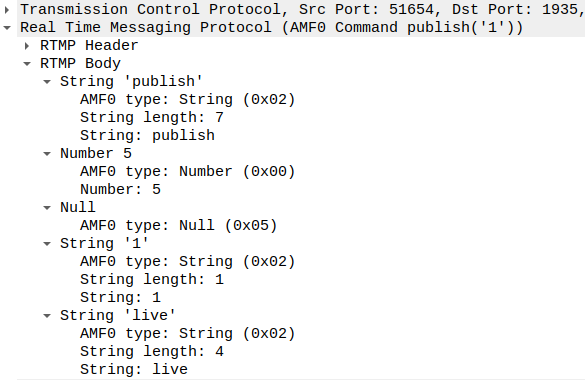 Transmission Control Protocol, Src Port: 51654, Dst Port: 1935,
Real Time Messaging Protocol (AMF0 Command publish('1'))
RTMP Header
RTMP Body
String 'publish'
AMF0 type: String (0x02)
String length: 7
String: publish
Number 5
AMF0 type: Number (0x00)
Number: 5
Null
AMF0 type: Null (0x05)
String '1'
AMF0 type: String (0x02)
String length: 1
String: 1
String 'live'
AMF0 type: String (0x02)
String length: 4
String: live